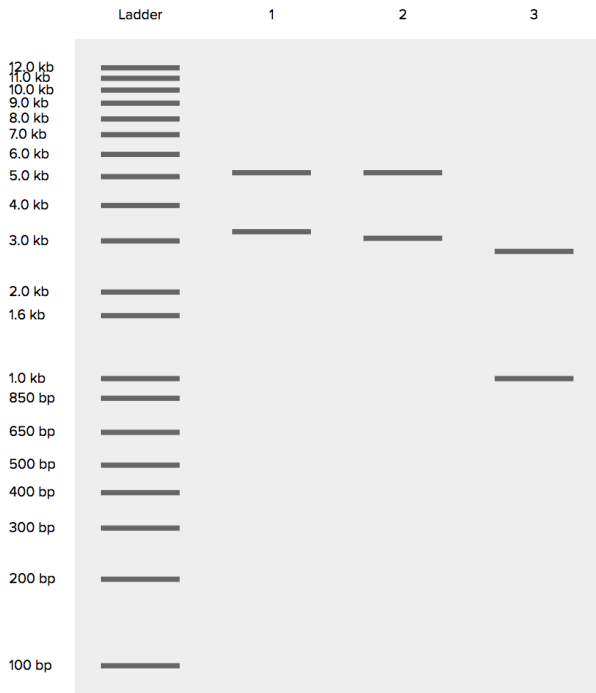 Ladder 1 2 3
12.0 kb
11.0 kb
10.0 kb
9.0 kb
8.0 kb
7.0 kb
6.0 kb
5.0 kb
4.0 kb
3.0 kb
2.0 kb
1.6 kb
1.0 kb
850 bp
650 bp
500 bp
400 bp
300 bp
200 bp
100 bp